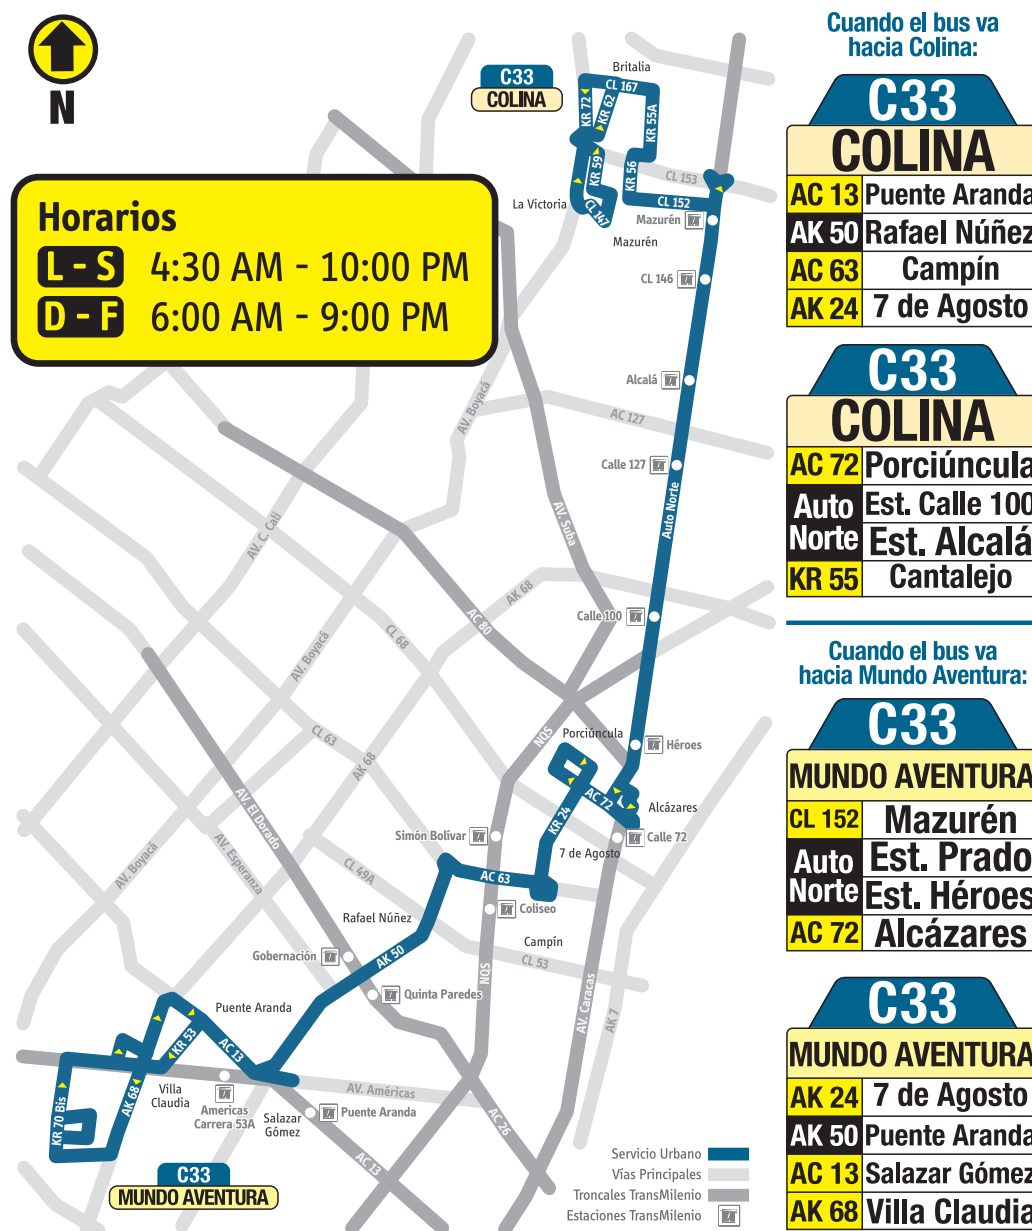 N
Horarios
L - S 4:30 AM - 10:00 PM
D - F 6:00 AM - 9:00 PM
C33
COLINA
Britalia
CL 167
KR 72
KR 62
KR 55A
KR 59
KR 56
CL 153
CL 152
CL 147
La Victoria
Mazurén
Mazurén
CL 146
Alcalá
AC 127
Calle 127
AV. Boyacá
Auto Norte
AV. Suba
AV. C. Cali
AK 68
Calle 100
AC 80
CL 68
AV. Boyacá
CL 63
AK 68
NQS
Porciúncula
Héroes
AC 72
KR 24
Alcázares
AV. El Dorado
Simón Bolívar
7 de Agosto
Calle 72
AV. Boyacá
AV. Esperanza
CL 49A
AC 63
Coliseo
Rafael Núñez
Campín
CL 53
Gobernación
AK 50
NQS
Quinta Paredes
AV. Caracas
AK 7
Puente Aranda
KR 53
AC 13
AV. Américas
Villa
Claudia
KR 70 Bis
AK 68
Americas
Carrera 53A
Salazar
Gómez
Puente Aranda
AC 26
AC 13
C33
MUNDO AVENTURA
Servicio Urbano
Vías Principales
Troncales TransMilenio
Estaciones TransMilenio
Cuando el bus va
hacia Colina:
C33
COLINA
AC 13 Puente Aranda
AK 50 Rafael Núñez
AC 63 Campín
AK 24 7 de Agosto
C33
COLINA
AC 72 Porciúncula
Auto Norte Est. Calle 100
Est. Alcalá
KR 55 Cantalejo
Cuando el bus va
hacia Mundo Aventura:
C33
MUNDO AVENTURA
CL 152 Mazurén
Auto Norte Est. Prado
Est. Héroes
AC 72 Alcázares
C33
MUNDO AVENTURA
AK 24 7 de Agosto
AK 50 Puente Aranda
AC 13 Salazar Gómez
AK 68 Villa Claudia